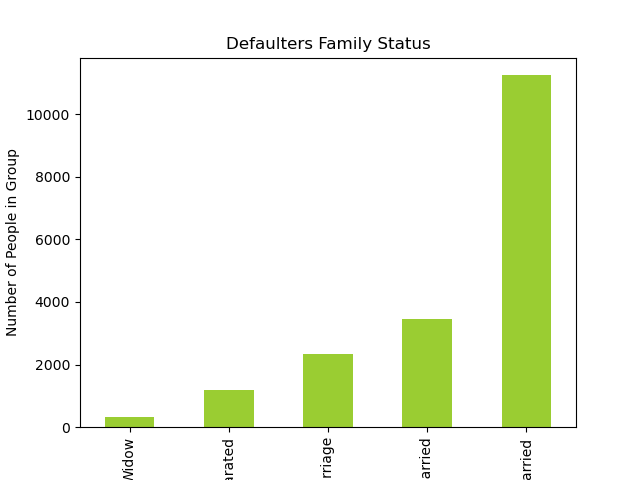 Defaulters Family Status
Number of People in Group
10000
8000
6000
4000
2000
0
Widow
arated
rriage
arried
arried